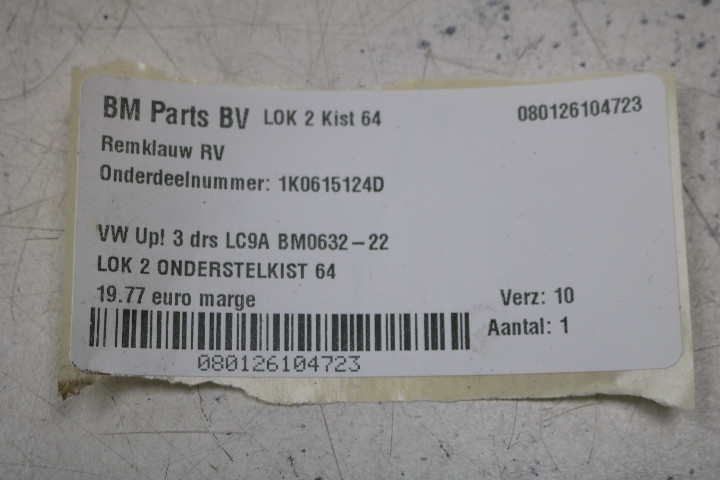 BM Parts BV LOK 2 Kist 64 080126104723
Remklauw RV
Onderdeelnummer: 1K0615124D
VW Up! 3 drs LC9A BM0632-22
LOK 2 ONDERSTELKIST 64
19.77 euro marge Verz: 10
Aantal: 1
080126104723